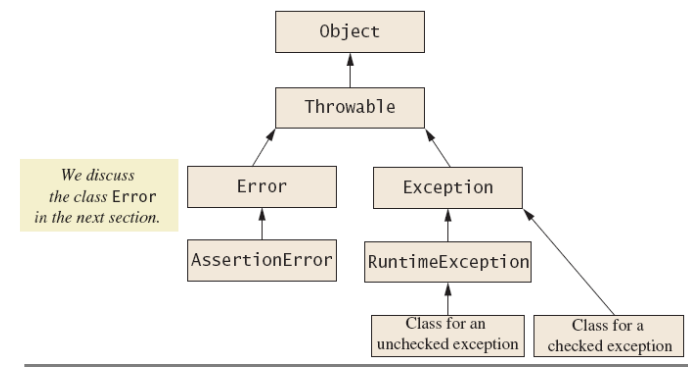 Object
Throwable
We discuss
the class Error
in the next section.
Error
Exception
AssertionError
RuntimeException
Class for an
unchecked exception
Class for a
checked exception